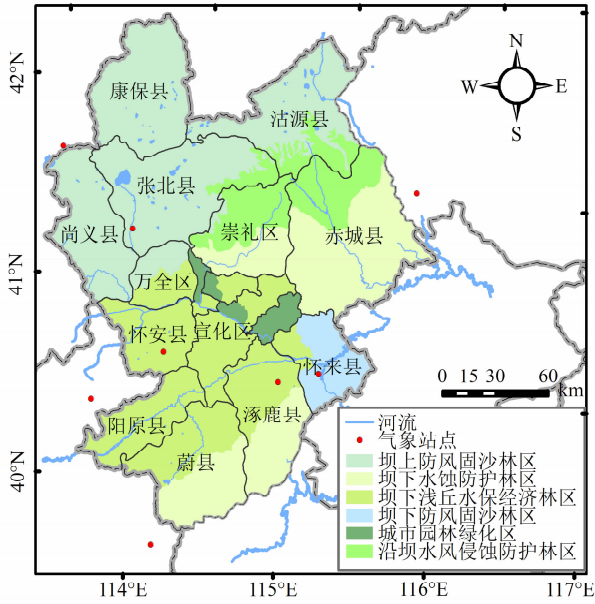 42°N
41°N
40°N
114°E
115°E
116°E
117°E
N
W
E
S
康保县
沽源县
张北县
尚义县
崇礼区
赤城县
万全区
怀安县
宣化区
怀来县
阳原县
涿鹿县
蔚县
0 15 30 60 km
河流
气象站点
坝上防风固沙林区
坝下水蚀防护林区
坝下浅丘水保经济林区
坝下防风固沙林区
城市园林绿化区
沿坝水风侵蚀防护林区